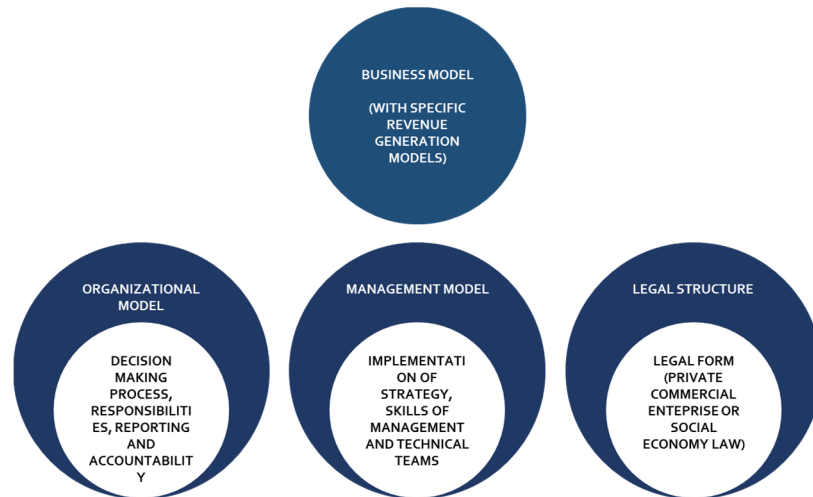 BUSINESS MODEL
(WITH SPECIFIC
REVENUE
GENERATION
MODELS)
ORGANIZATIONAL
MODEL
DECISION
MAKING
PROCESS,
RESPONSIBILITI
ES, REPORTING
AND
ACCOUNTABILIT
Y
MANAGEMENT MODEL
IMPLEMENTATI
ON OF
STRATEGY,
SKILLS OF
MANAGEMENT
AND TECHNICAL
TEAMS
LEGAL STRUCTURE
LEGAL FORM
(PRIVATE
COMMERCIAL
ENTEPRISE OR
SOCIAL
ECONOMY LAW)